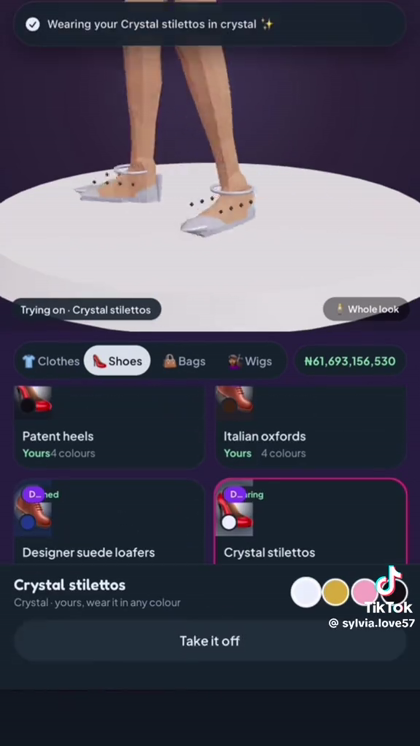 Wearing your Crystal stilettos in crystal ✨
Trying on · Crystal stilettos
🧍 Whole look
👕 Clothes
👠 Shoes
👜 Bags
Wigs
₦61,693,156,530
Patent heels
Yours 4 colours
Italian oxfords
Yours 4 colours
D...
D...
Designer suede loafers
Crystal stilettos
Crystal stilettos
Crystal · yours, wear it in any colour
TikTok
@ sylvia.love57
Take it off